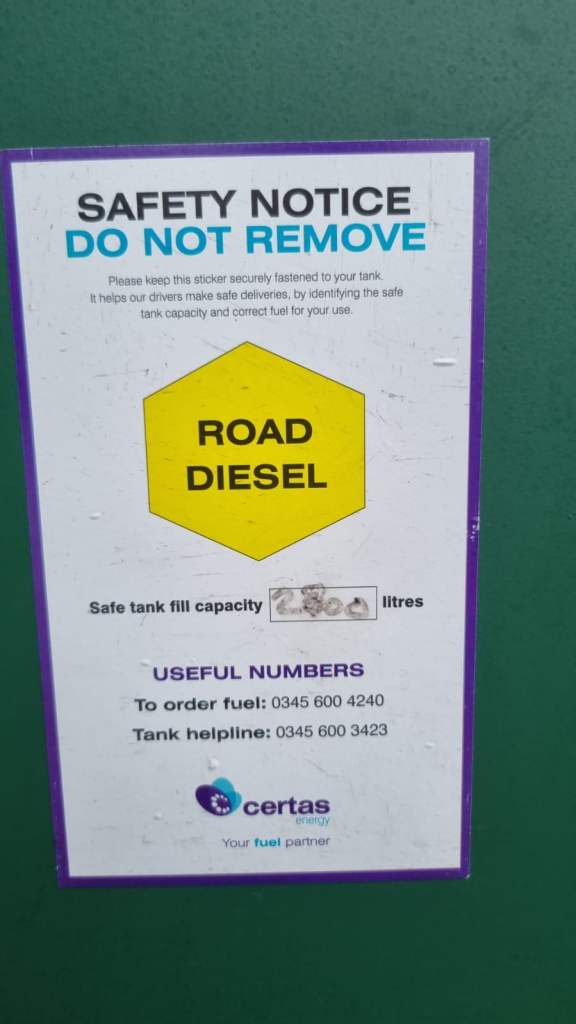 SAFETY NOTICE
DO NOT REMOVE
Please keep this sticker securely fastened to your tank.
It helps our drivers make safe deliveries, by identifying the safe
tank capacity and correct fuel for your use.
ROAD
DIESEL
Safe tank fill capacity litres
USEFUL NUMBERS
To order fuel: 0345 600 4240
Tank helpline: 0345 600 3423
certas
energy
Your fuel partner